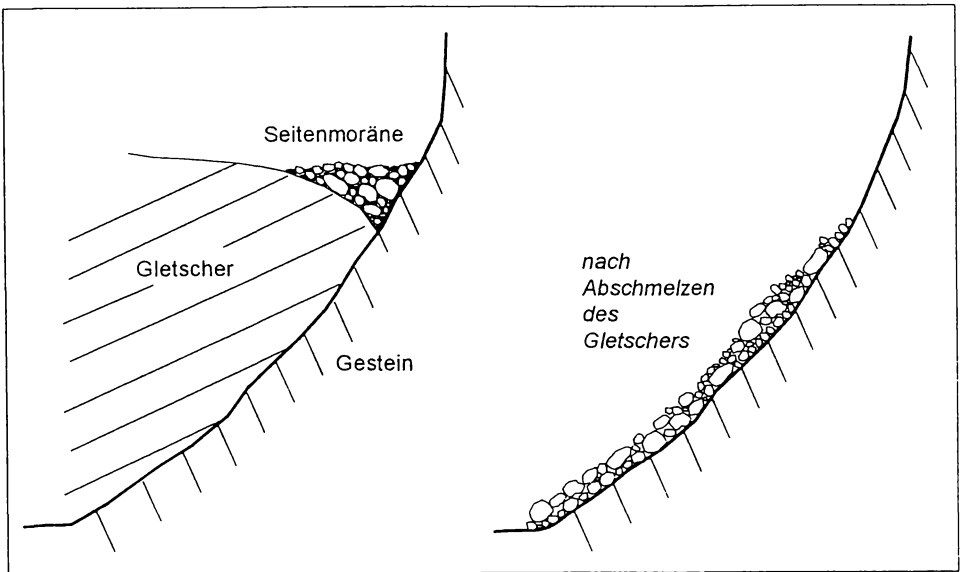 Seitenmoräne
Gletscher
Gestein
nach
Abschmelzen
des
Gletschers